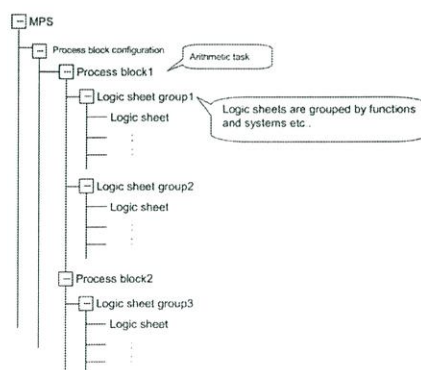 MPS
Process block configuration
Arithmetic task
Process block1
Logic sheet group1
Logic sheets are grouped by functions
and systems etc .
Logic sheet
Logic sheet group2
Logic sheet
Process block2
Logic sheet group3
Logic sheet